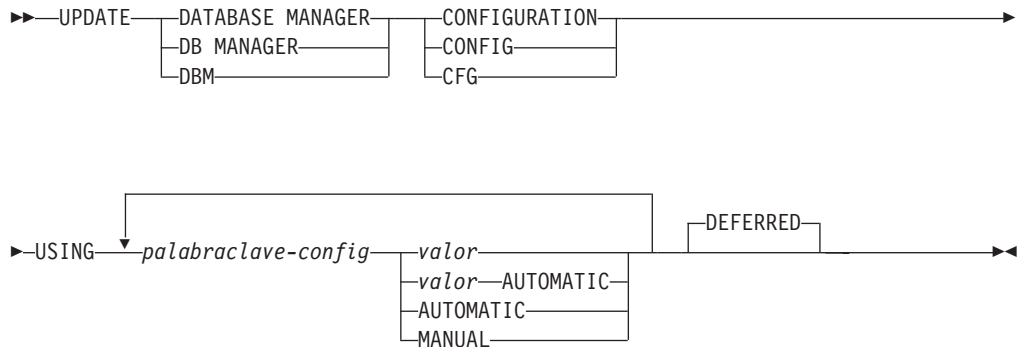 UPDATE DATABASE MANAGER CONFIGURATION
DB MANAGER CONFIG
DBM CFG
DEFERRED
USING palabraclave-config valor
valor AUTOMATIC
AUTOMATIC
MANUAL